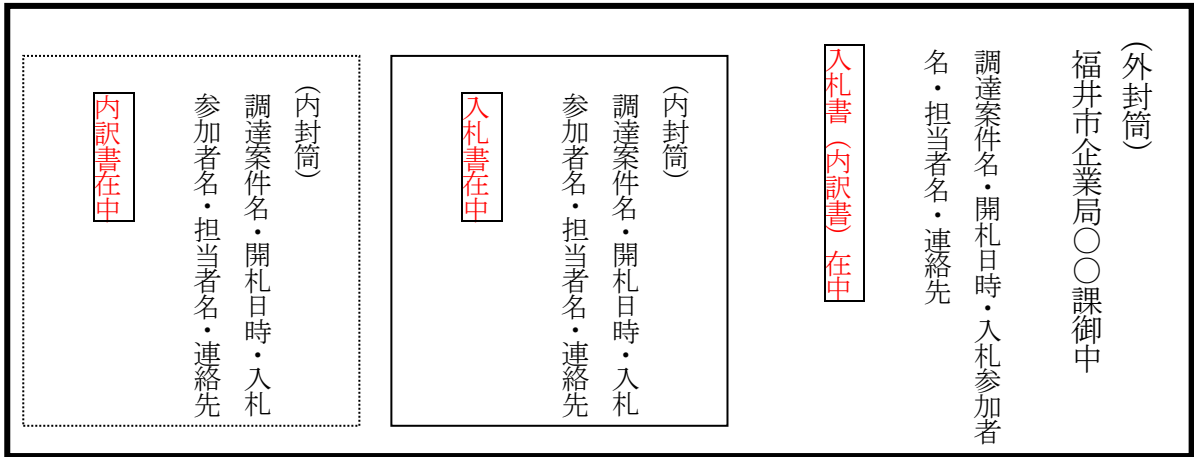 (外封筒)
福井市企業局○○課御中
調達案件名・開札日時・入札参加者
名・担当者名・連絡先
入札書(内訳書)在中
(内封筒)
調達案件名・開札日時・入札
参加者名・担当者名・連絡先
入札書在中
(内封筒)
調達案件名・開札日時・入札
参加者名・担当者名・連絡先
内訳書在中